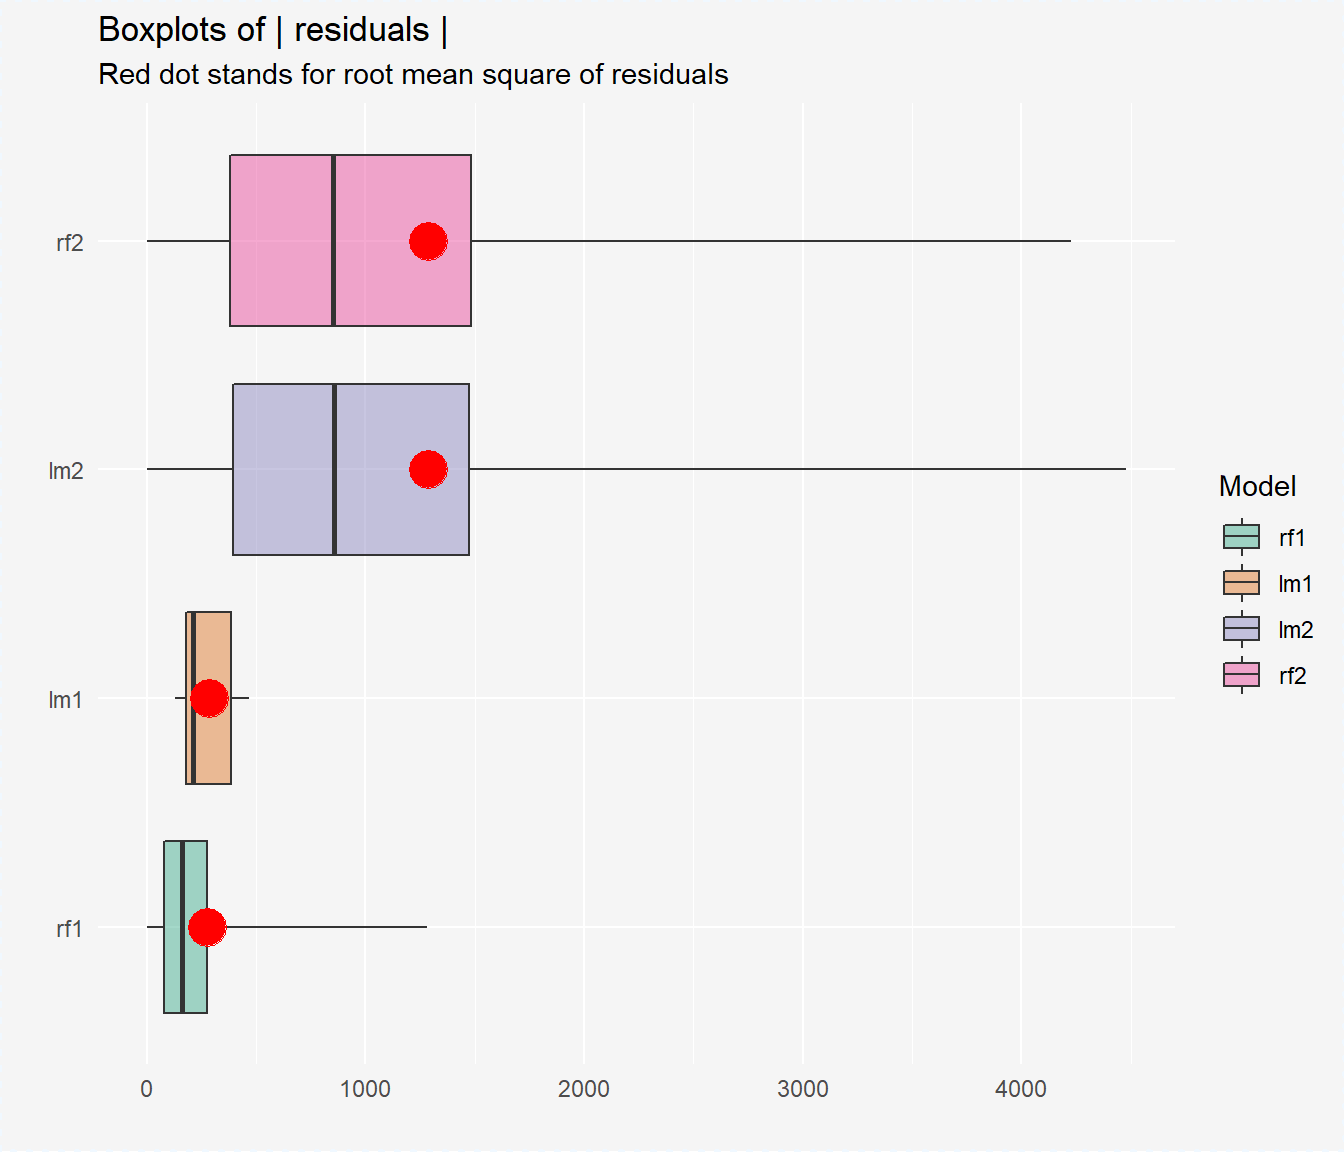 Boxplots of | residuals |
Red dot stands for root mean square of residuals
rf2
lm2
lm1
rf1
0 1000 2000 3000 4000
Model
rf1
lm1
lm2
rf2